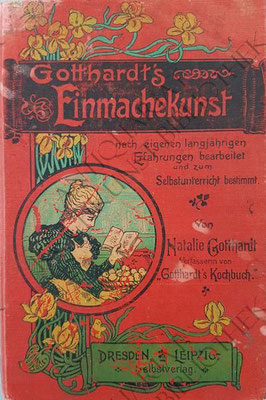 Gotthardt's
Einmachekunst
nach eigenen langjährigen
Erfahrungen bearbeitet
und zum
Selbstunterricht bestimmt.
Von
Natalie Gotthardt
Verfasserin von
„Gotthardt's Kochbuch."
DRESDEN & LEIPZIG.
Selbstverlag.